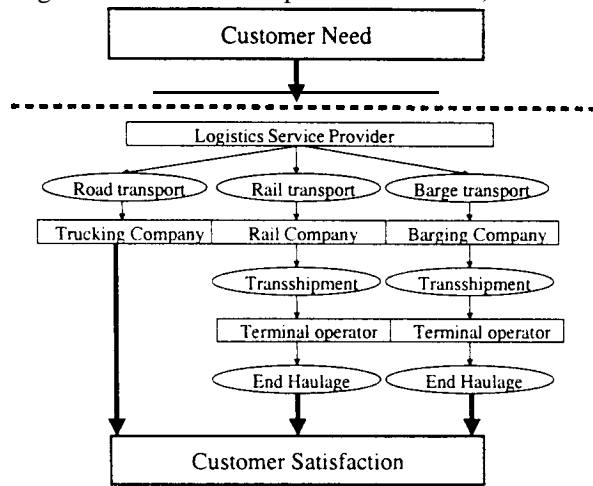 Customer Need
Logistics Service Provider
Road transport Rail transport Barge transport
Trucking Company Rail Company Barging Company
Transshipment Transshipment
Terminal operator Terminal operator
End Haulage End Haulage
Customer Satisfaction